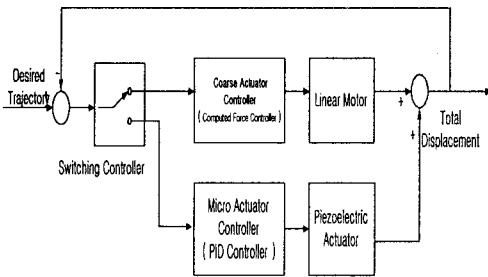 Desired
Trajectory
-
Switching Controller
Coarse Actuator
Controller
( Computed Force Controller )
Linear Motor
+
+
Total
Displacement
Micro Actuator
Controller
( PID Controller )
Piezoelectric
Actuator